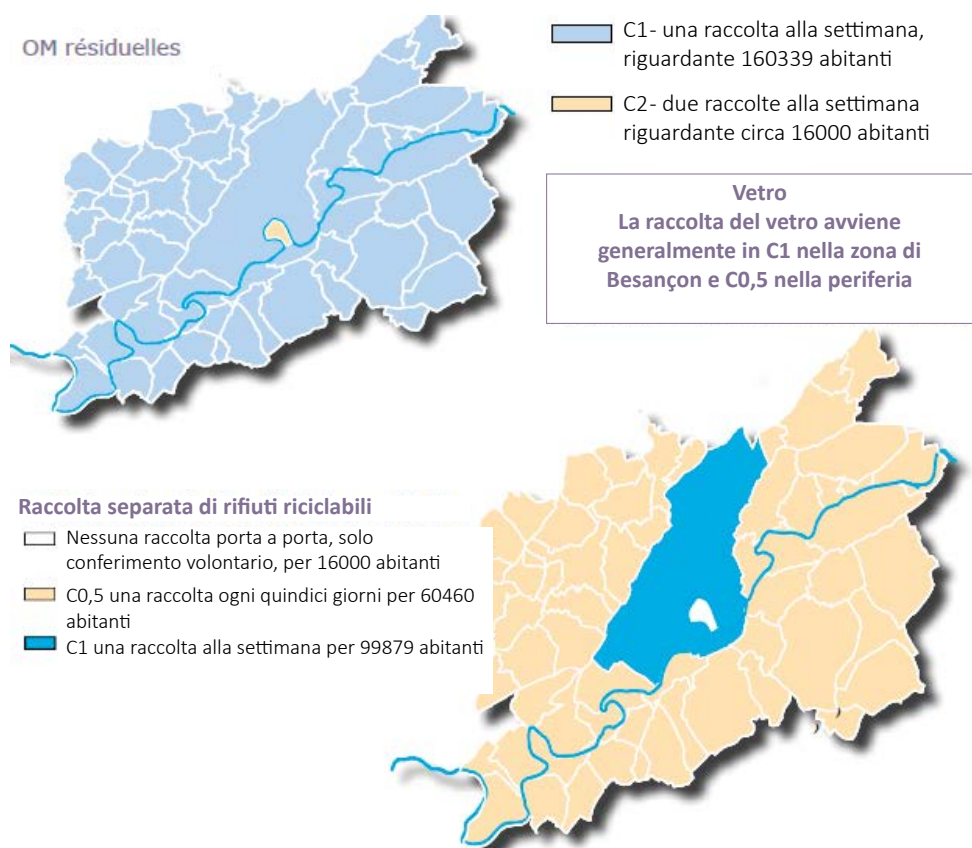 OM résiduelles
C1- una raccolta alla settimana,
riguardante 160339 abitanti
C2- due raccolte alla settimana
riguardante circa 16000 abitanti
Vetro
La raccolta del vetro avviene
generalmente in C1 nella zona di
Besançon e C0,5 nella periferia
Raccolta separata di rifiuti riciclabili
Nessuna raccolta porta a porta, solo
conferimento volontario, per 16000 abitanti
C0,5 una raccolta ogni quindici giorni per 60460
abitanti
C1 una raccolta alla settimana per 99879 abitanti